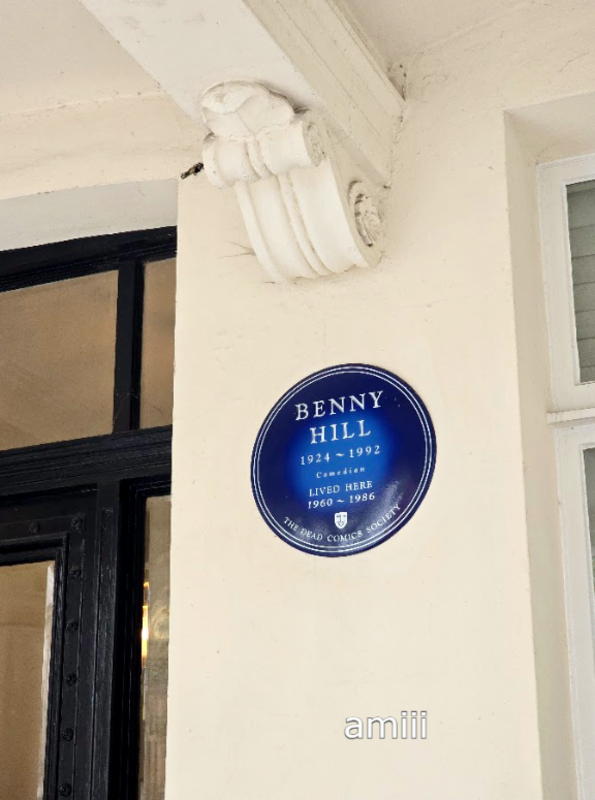 BENNY
HILL
1924 ~ 1992
Comedian
LIVED HERE
1960 ~ 1986
THE DEAD COMICS SOCIETY
amiii